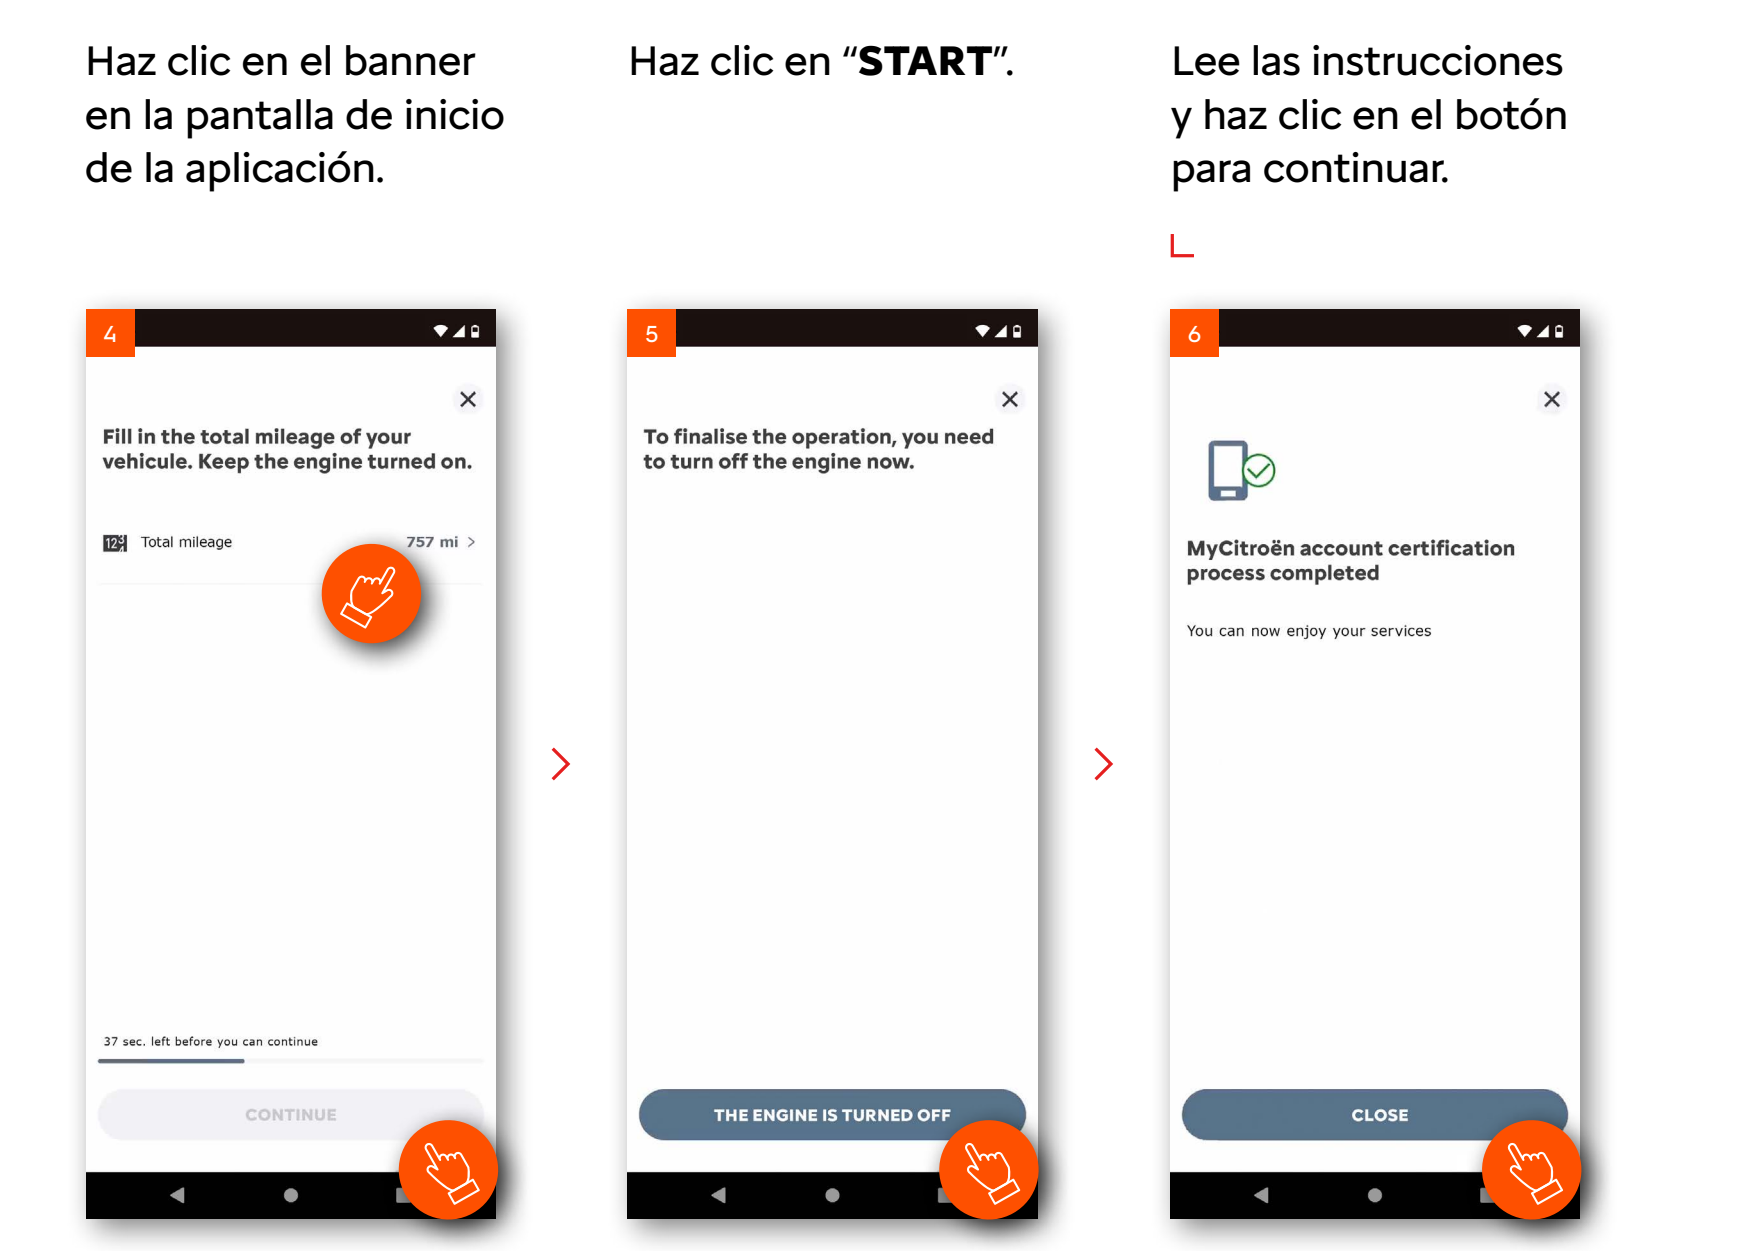 Haz clic en el banner
en la pantalla de inicio
de la aplicación.
Haz clic en “START”.
Lee las instrucciones
y haz clic en el botón
para continuar.
4
Fill in the total mileage of your
vehicule. Keep the engine turned on.
Total mileage 757 mi >
37 sec. left before you can continue
CONTINUE
5
To finalise the operation, you need
to turn off the engine now.
THE ENGINE IS TURNED OFF
6
MyCitroën account certification
process completed
You can now enjoy your services
CLOSE